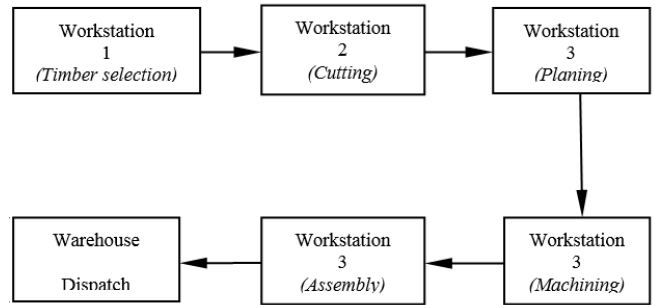 Workstation
1
(Timber selection)
Workstation
2
(Cutting)
Workstation
3
(Planing)
Warehouse
Dispatch
Workstation
3
(Assembly)
Workstation
3
(Machining)